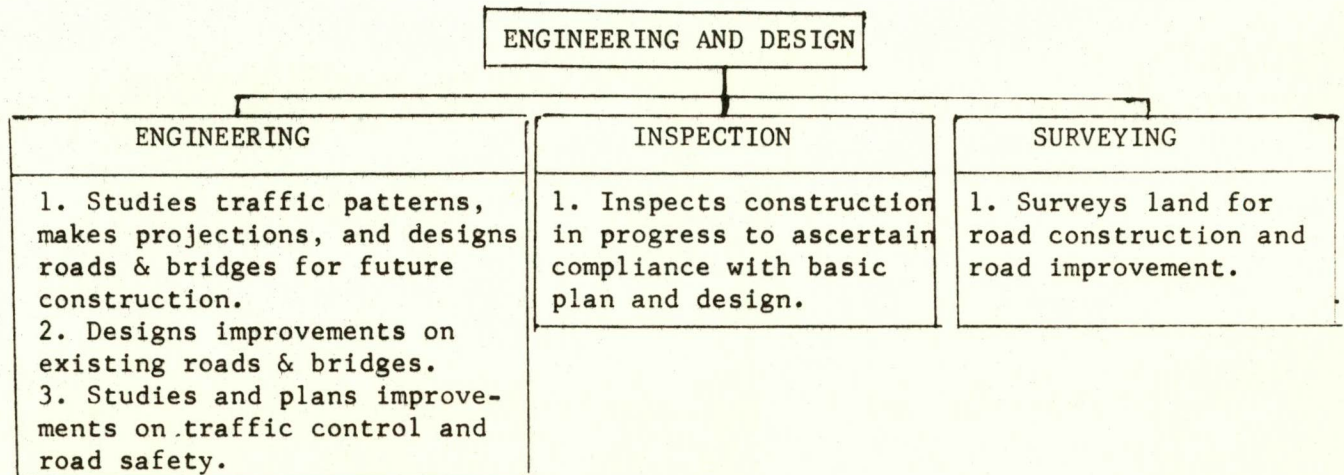 ENGINEERING AND DESIGN
ENGINEERING
1. Studies traffic patterns,
makes projections, and designs
roads & bridges for future
construction.
2. Designs improvements on
existing roads & bridges.
3. Studies and plans improve-
ments on traffic control and
road safety.
INSPECTION
1. Inspects construction
in progress to ascertain
compliance with basic
plan and design.
SURVEYING
1. Surveys land for
road construction and
road improvement.